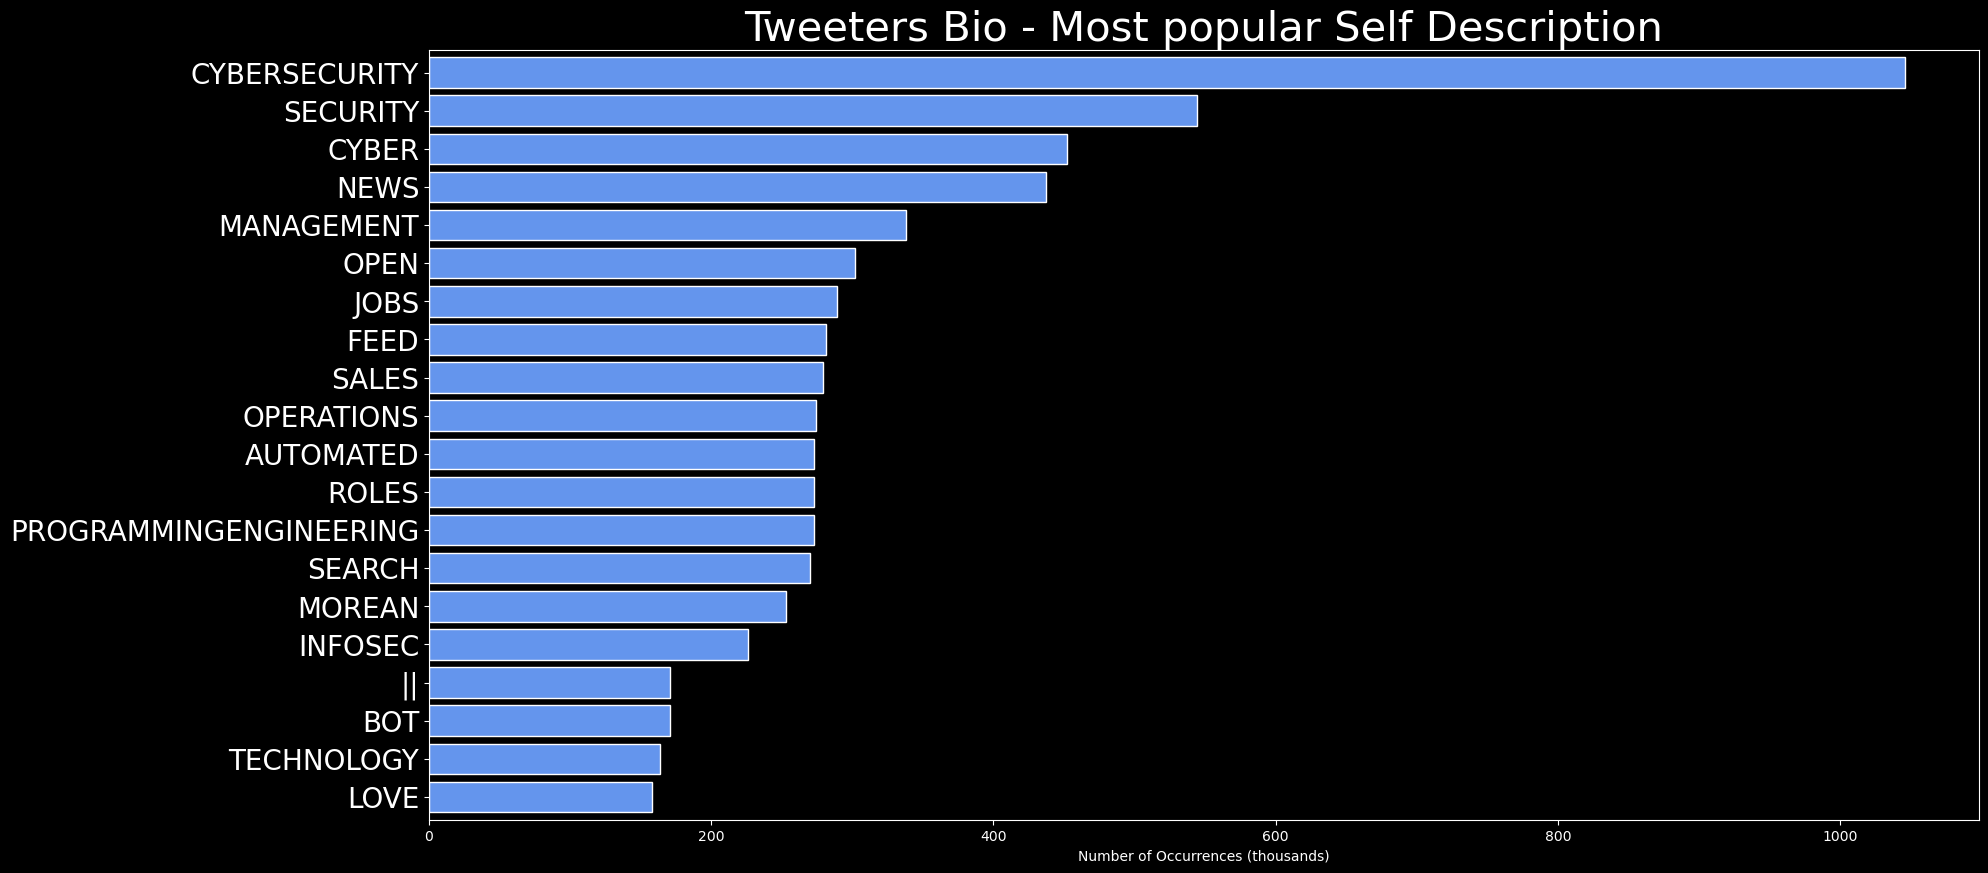 Tweeters Bio - Most popular Self Description
CYBERSECURITY
SECURITY
CYBER
NEWS
MANAGEMENT
OPEN
JOBS
FEED
SALES
OPERATIONS
AUTOMATED
ROLES
PROGRAMMINGENGINEERING
SEARCH
MOREAN
INFOSEC
||
BOT
TECHNOLOGY
LOVE
0 200 400 600 800 1000
Number of Occurrences (thousands)